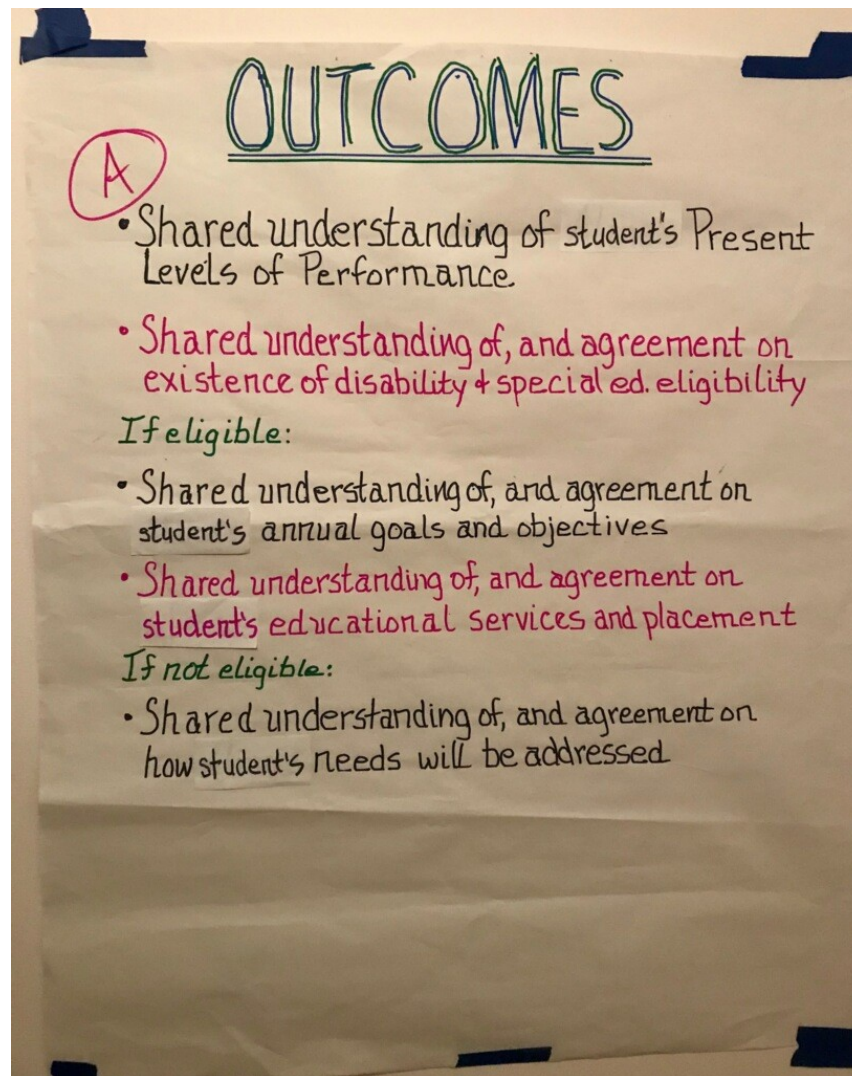 OUTCOMES
A
• Shared understanding of student's Present
Levels of Performance.
• Shared understanding of, and agreement on
existence of disability & special ed. eligibility
If eligible:
• Shared understanding of, and agreement on
student's annual goals and objectives
• Shared understanding of, and agreement on
student's educational services and placement
If not eligible:
• Shared understanding of, and agreement on
how student's needs will be addressed